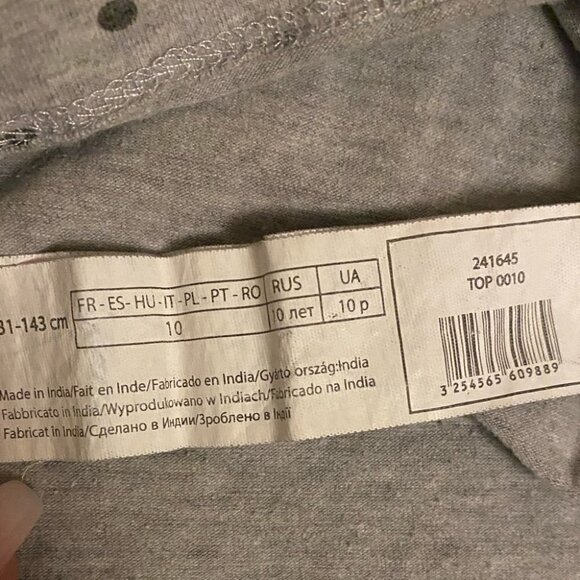 FR - ES- HU -IT - PL - PT - RO RUS UA
31-143 cm 10 10 лет 10 р
Made in India/Fait en Inde/Fabricado en India/Gyártó ország:India
Fabbricato in India/Wyprodukowano w Indiach/Fabricado na India
Fabricat in India/Сделано в Индии/Зроблено в Індії
241645
TOP 0010
3 254565 609889